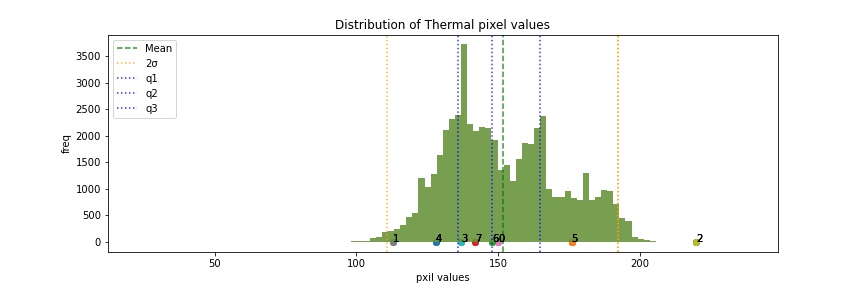 Distribution of Thermal pixel values
Mean
2σ
q1
q2
q3
freq
3500
3000
2500
2000
1500
1000
500
0
1 4 3 7 6 0 5 2
50 100 150 200
pxil values